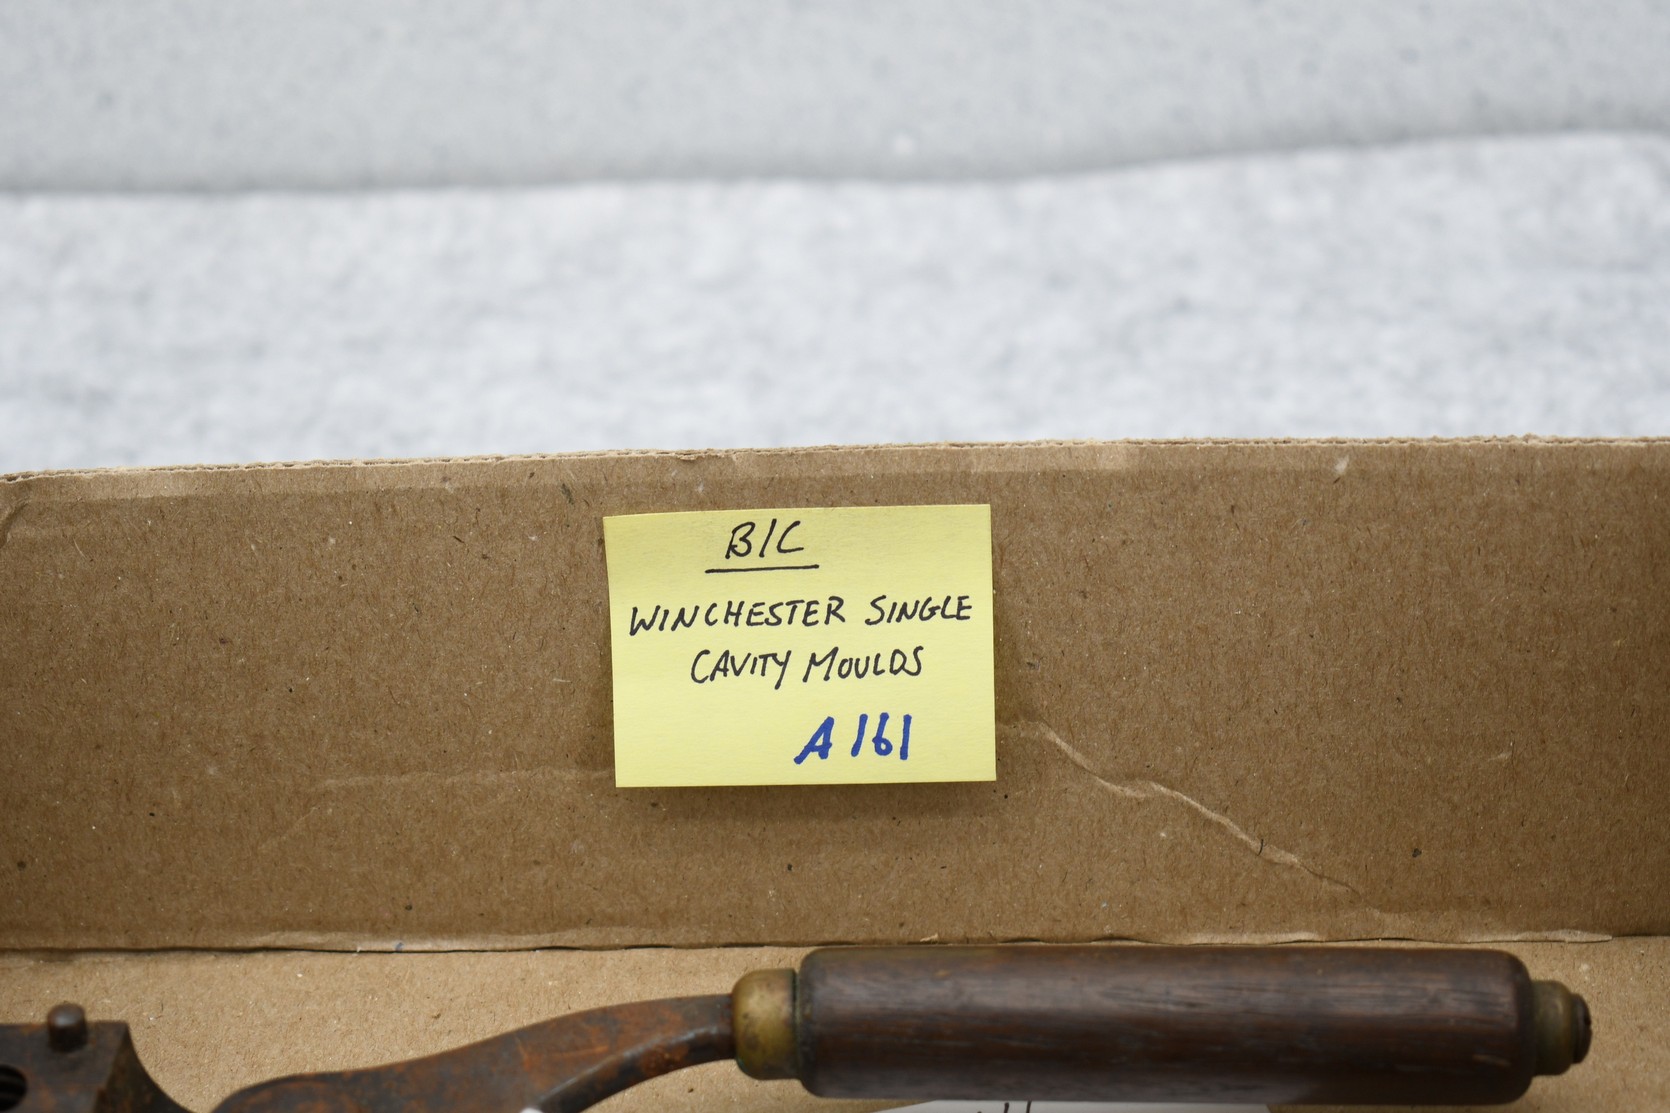 B/C
WINCHESTER SINGLE
CAVITY MOULDS
A161